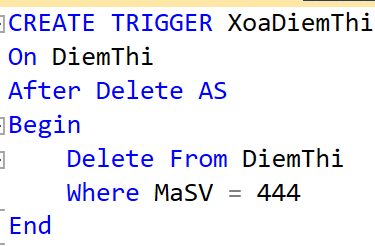 CREATE TRIGGER XoaDiemThi
On DiemThi
After Delete AS
Begin
Delete From DiemThi
Where MaSV = 444
End